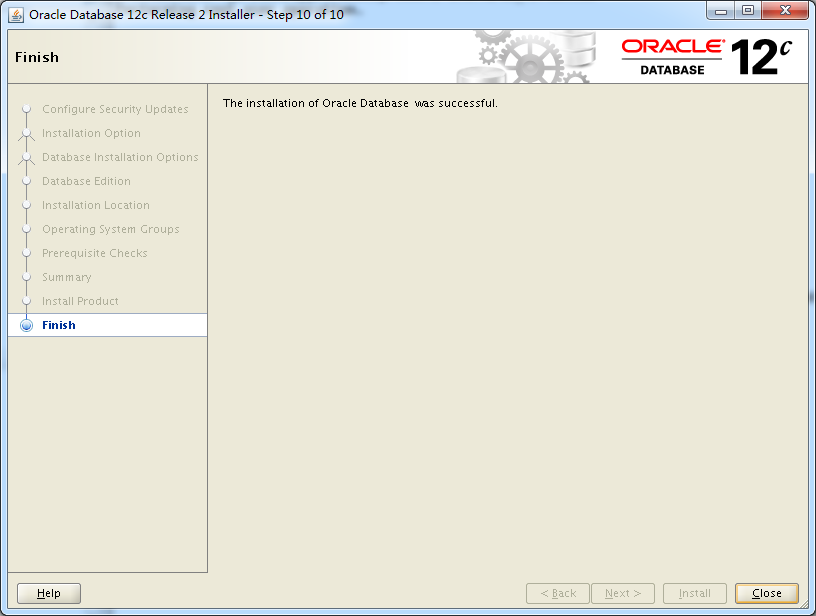 Oracle Database 12c Release 2 Installer - Step 10 of 10
Finish
ORACLE®
DATABASE
12c
Configure Security Updates
Installation Option
Database Installation Options
Database Edition
Installation Location
Operating System Groups
Prerequisite Checks
Summary
Install Product
Finish
The installation of Oracle Database was successful.
Help
< Back
Next >
Install
Close